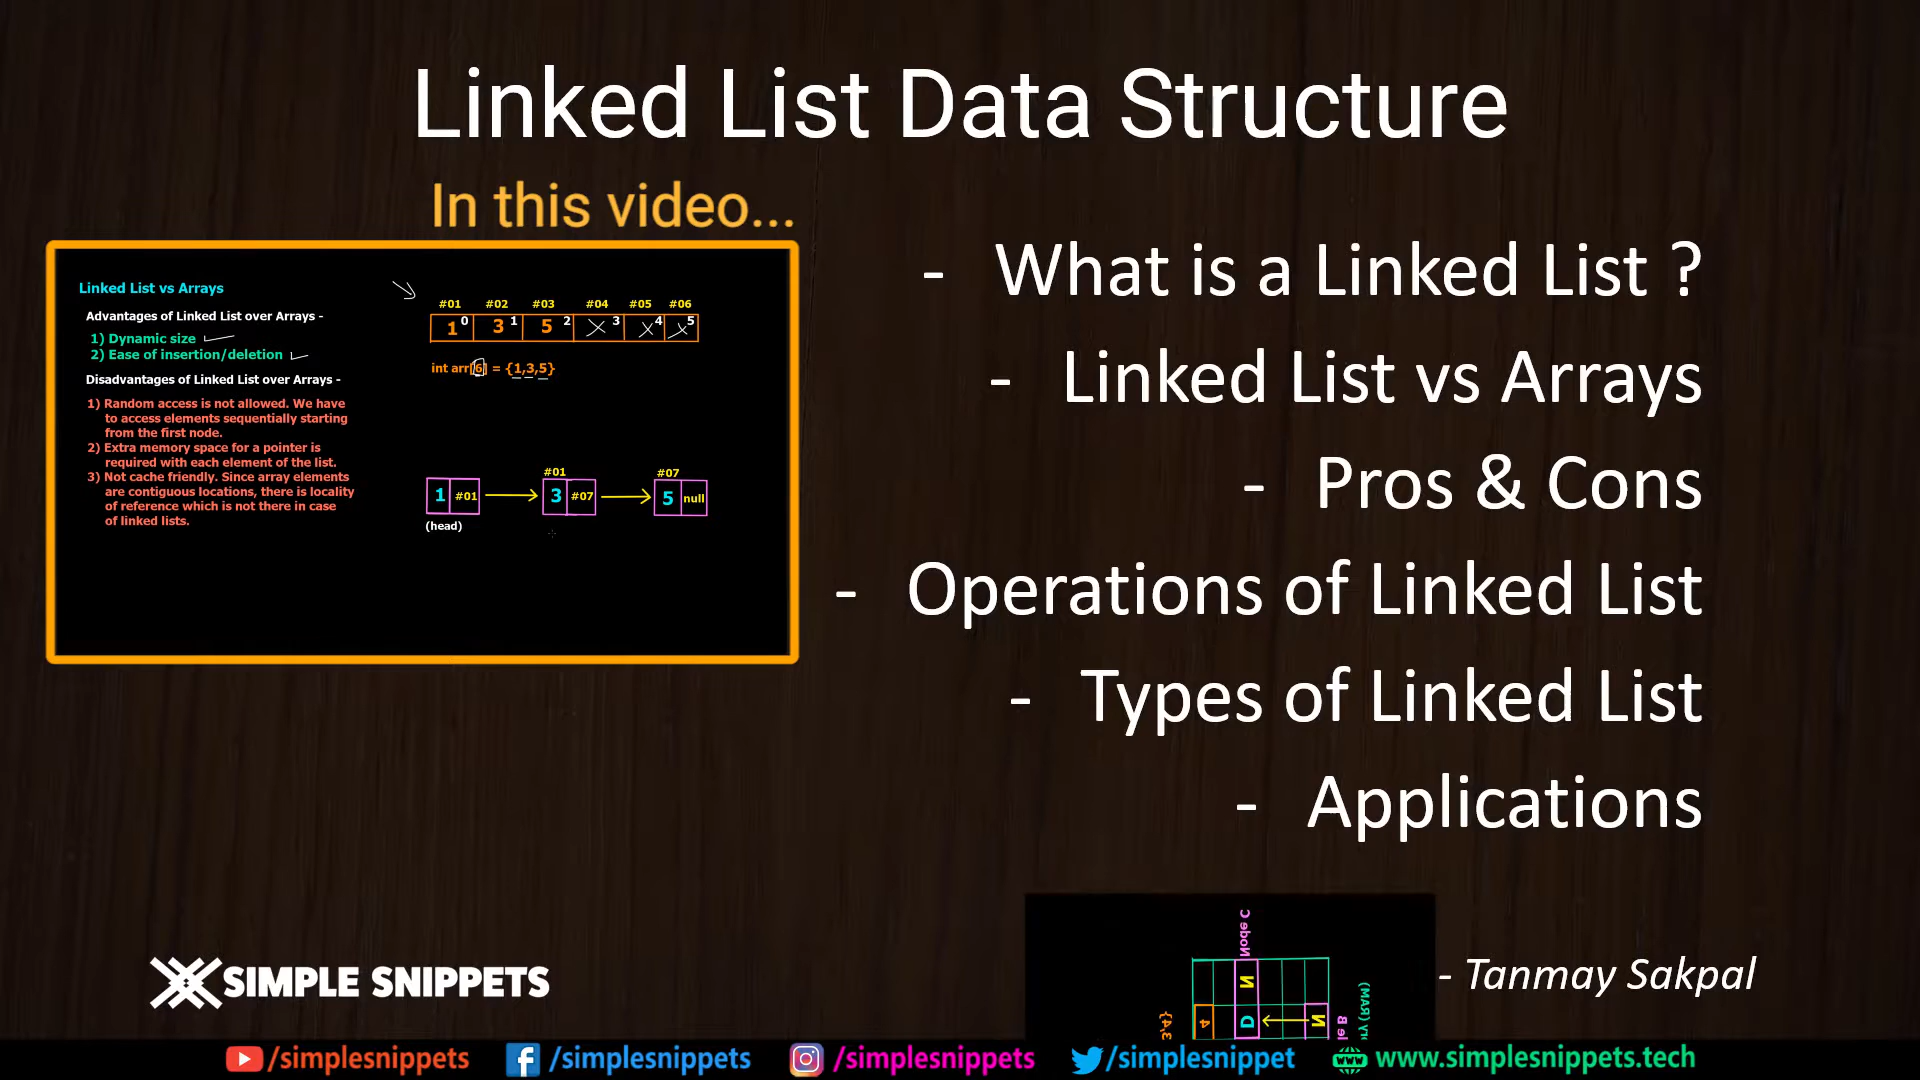 Linked List Data Structure
In this video...
Linked List vs Arrays
Advantages of Linked List over Arrays -
1) Dynamic size
2) Ease of insertion/deletion
Disadvantages of Linked List over Arrays -
1) Random access is not allowed. We have
to access elements sequentially starting
from the first node.
2) Extra memory space for a pointer is
required with each element of the list.
3) Not cache friendly. Since array elements
are contiguous locations, there is locality
of reference which is not there in case
of linked lists.
#01 #02 #03 #04 #05 #06
1 0 3 1 5 2 3 4 5
int arr[6] = {1,3,5}
#01 #07
1 #01 3 #07 5 null
(head)
- What is a Linked List ?
- Linked List vs Arrays
- Pros & Cons
- Operations of Linked List
- Types of Linked List
- Applications
Node C
N
4 D N
3,4}
- Tanmay Sakpal
SIMPLE SNIPPETS
/simplesnippets /simplesnippets /simplesnippets /simplesnippet www.simplesnippets.tech